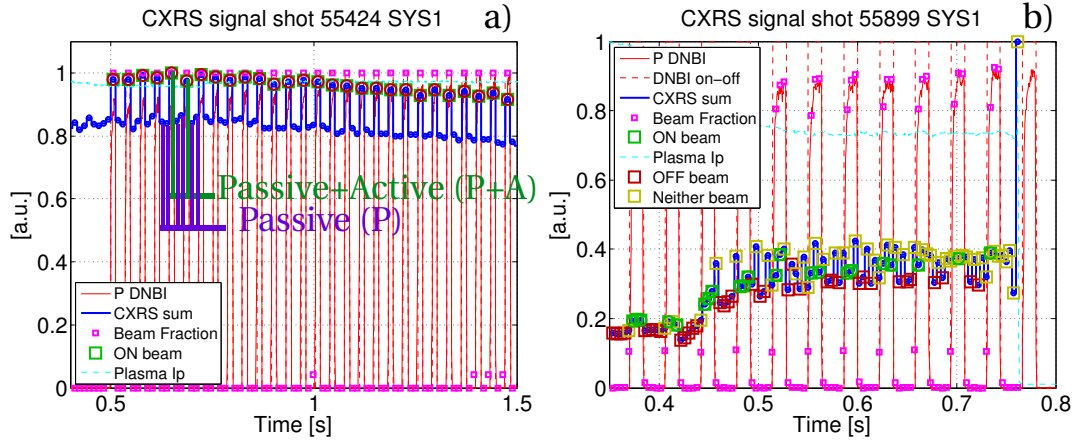 CXRS signal shot 55424 SYS1
a)
1
0.8
0.6
0.4
0.2
0
[a.u.]
Passive+Active (P+A)
Passive (P)
P DNBI
CXRS sum
Beam Fraction
ON beam
Plasma Ip
0.5
1
1.5
Time [s]
CXRS signal shot 55899 SYS1
b)
1
0.8
0.6
0.4
0.2
0
[a.u.]
P DNBI
DNBI on-off
CXRS sum
Beam Fraction
ON beam
Plasma Ip
OFF beam
Neither beam
0.4
0.5
0.6
0.7
0.8
Time [s]